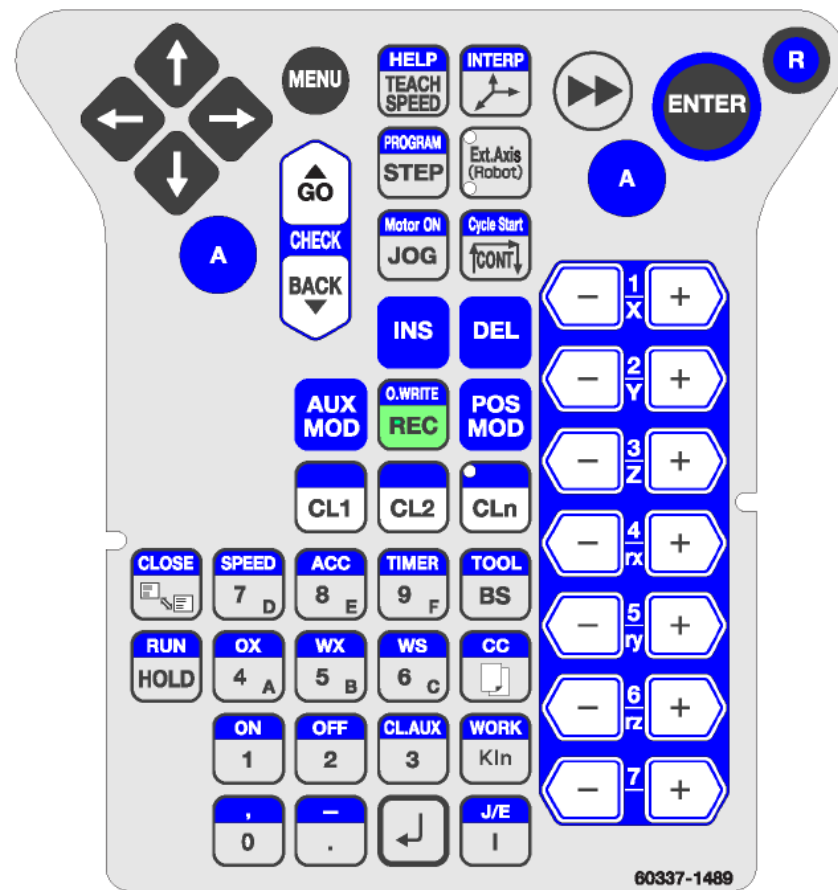 R
HELP
INTERP
MENU
TEACH
SPEED
ENTER
PROGRAM
STEP
Ext.Axis
(Robot)
GO
A
Motor ON
Cycle Start
JOG
CONT
A
CHECK
BACK
− 1 +
X
INS
DEL
− 2 +
Y
AUX
MOD
O.WRITE
REC
POS
MOD
− 3 +
Z
CL1
CL2
CLn
− 4 +
rx
CLOSE
SPEED
ACC
TIMER
TOOL
7 D
8 E
9 F
BS
− 5 +
ry
RUN
OX
WX
WS
CC
HOLD
4 A
5 B
6 C
− 6 +
rz
ON
OFF
CL.AUX
WORK
1
2
3
KIn
− 7 +
,
−
J/E
0
.
I
60337-1489